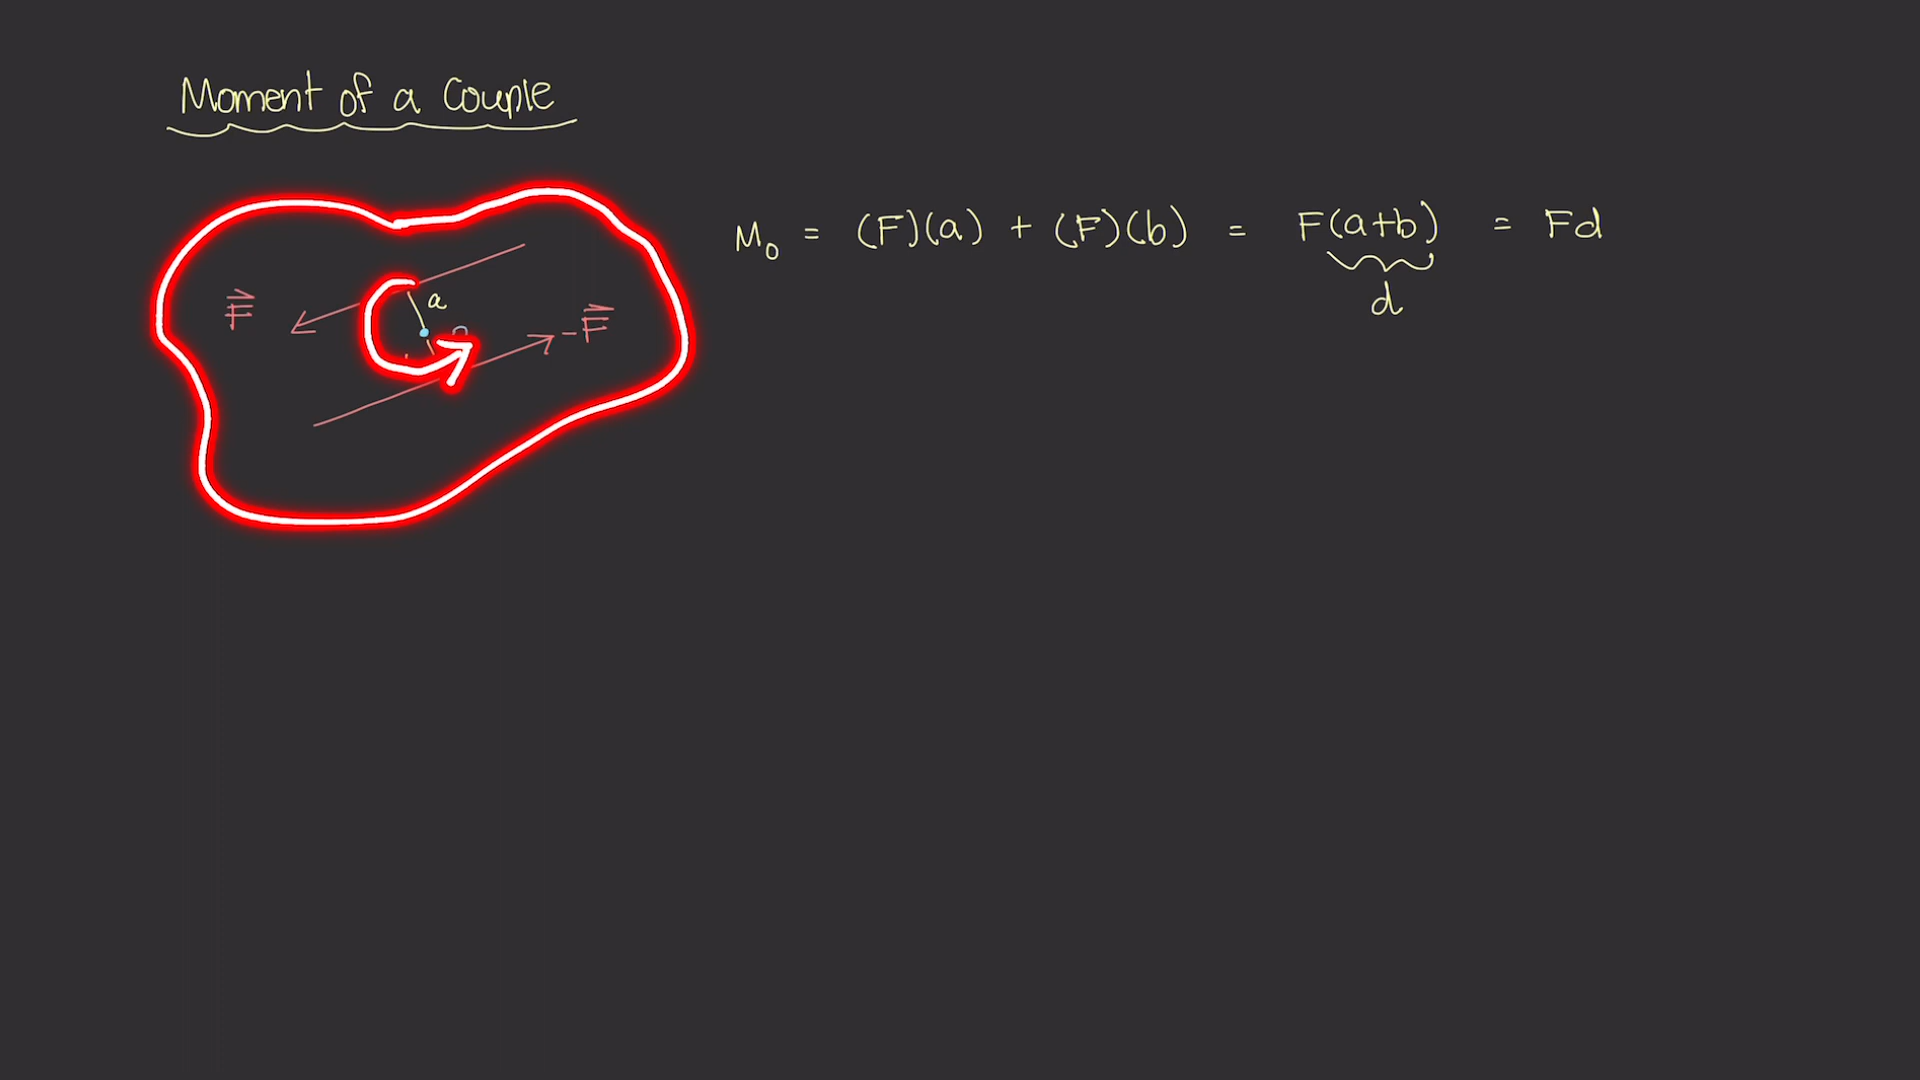 Moment of a Couple
M₀ = (F)(a) + (F)(b) = F(a+b) = Fd
d
a
F⃗
-F⃗